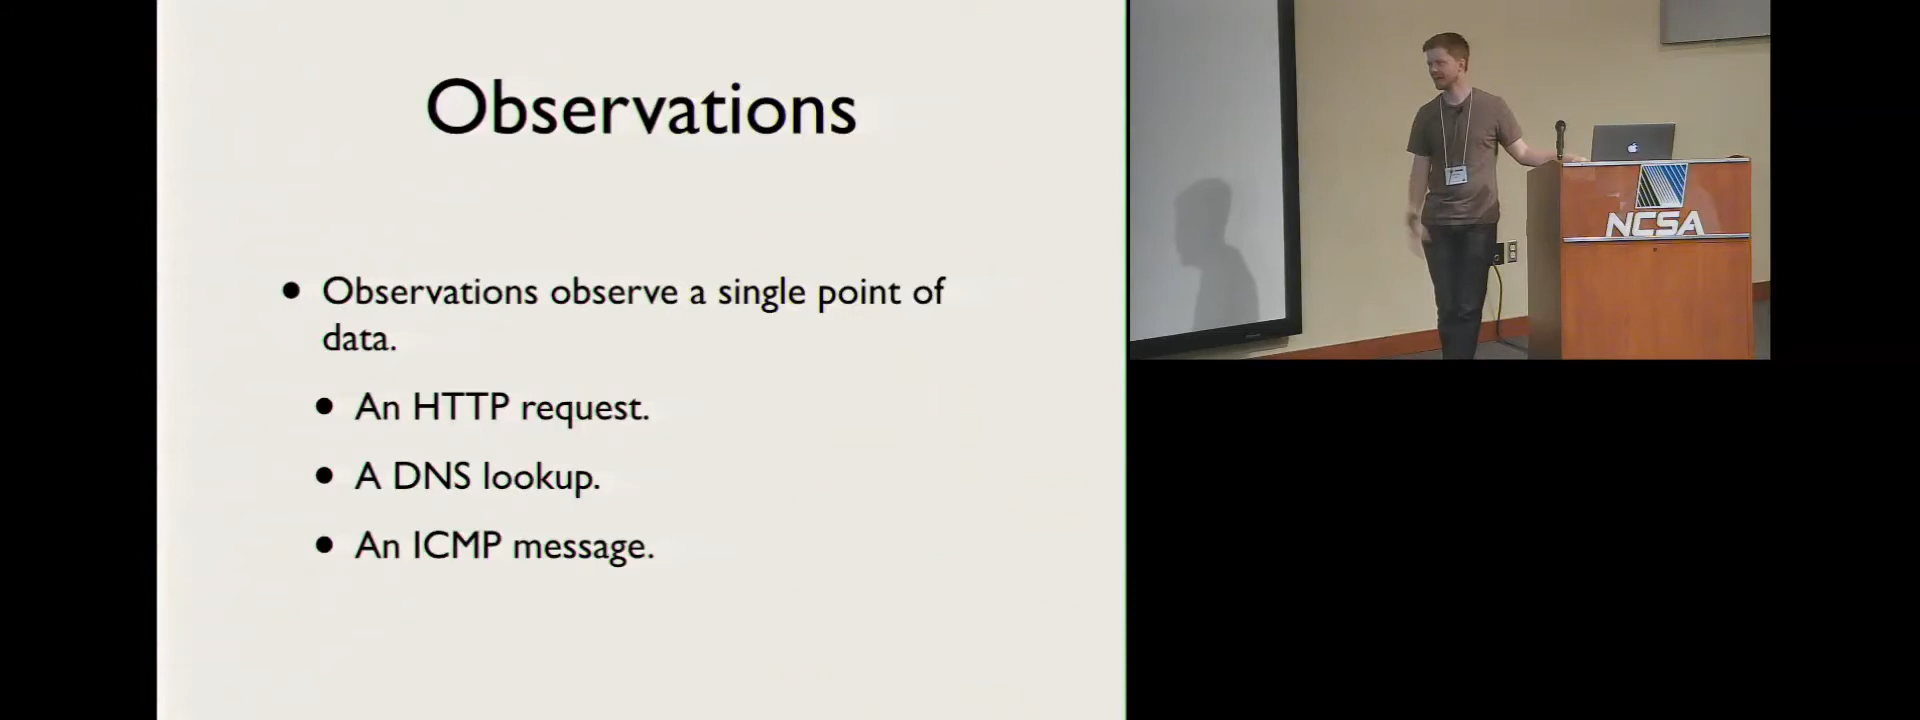 Observations
• Observations observe a single point of
data.
• An HTTP request.
• A DNS lookup.
• An ICMP message.
NCSA